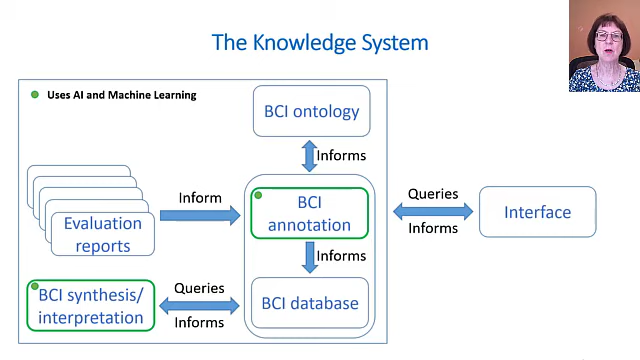 The Knowledge System
Uses AI and Machine Learning
BCI ontology
Informs
Evaluation
reports
Inform
BCI
annotation
Queries
Informs
Interface
Informs
BCI synthesis/
interpretation
Queries
Informs
BCI database